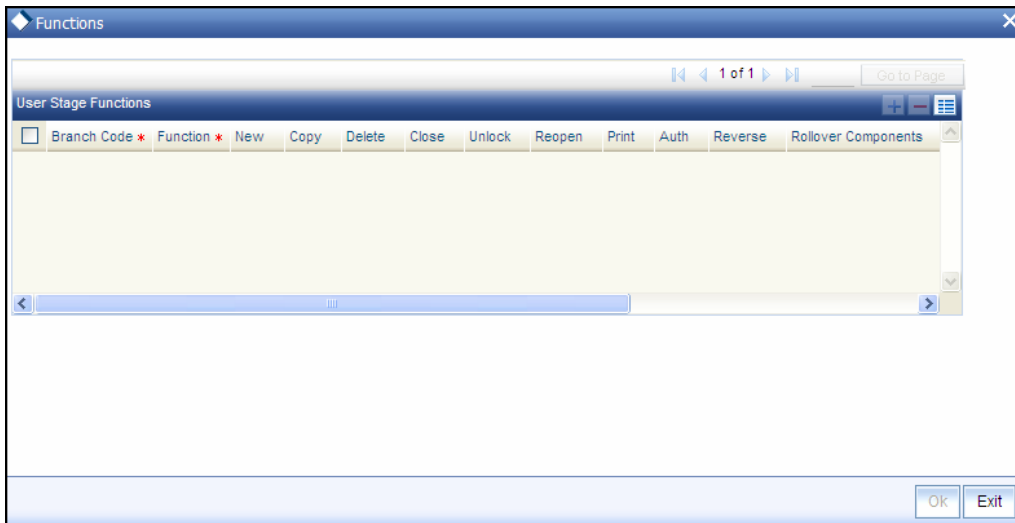 Functions
1 of 1 Go to Page
User Stage Functions
Branch Code * Function * New Copy Delete Close Unlock Reopen Print Auth Reverse Rollover Components
Ok Exit